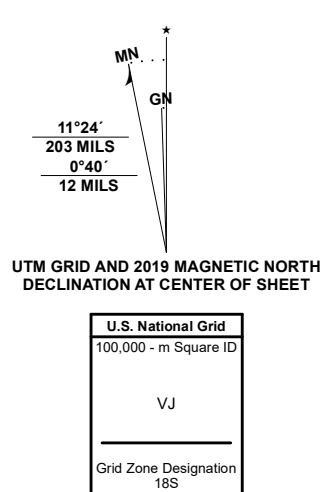 ★
MN
GN
11°24´
203 MILS
0°40´
12 MILS
UTM GRID AND 2019 MAGNETIC NORTH
DECLINATION AT CENTER OF SHEET
U.S. National Grid
100,000 - m Square ID
VJ
Grid Zone Designation
18S